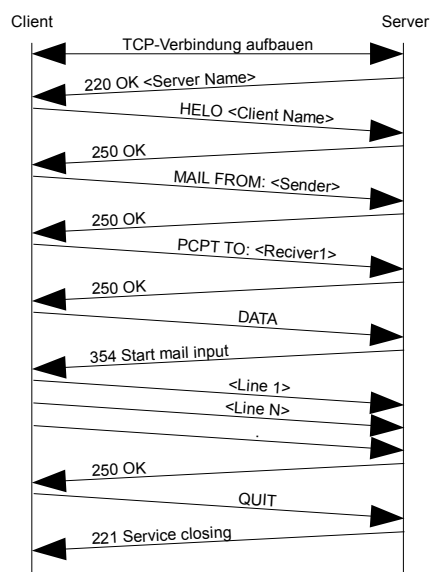 Client
Server
TCP-Verbindung aufbauen
220 OK <Server Name>
HELO <Client Name>
250 OK
MAIL FROM: <Sender>
250 OK
PCPT TO: <Reciver1>
250 OK
DATA
354 Start mail input
<Line 1>
<Line N>
.
250 OK
QUIT
221 Service closing